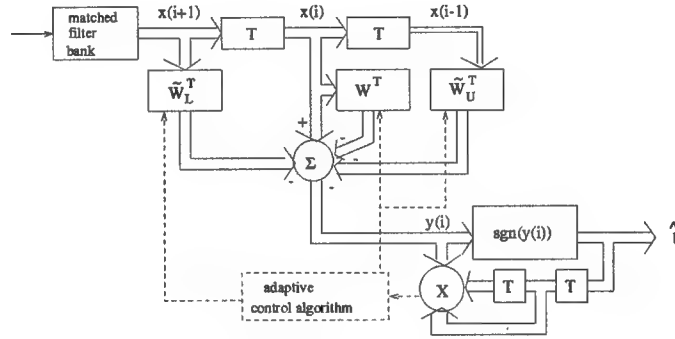 matched
filter
bank
x(i+1)
T
x(i)
T
x(i-1)
W̃_L^T
W^T
W̃_U^T
+
-
-
Σ
-
-
y(i)
sgn(y(i))
X
T
T
adaptive
control algorithm